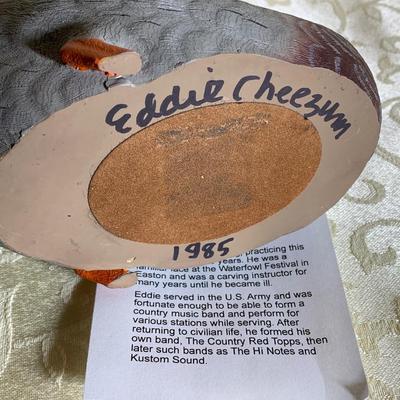 Eddie Cheezum
1985
practicing this
years. He was a
familiar face at the Waterfowl Festival in
Easton and was a carving instructor for
many years until he became ill.
Eddie served in the U.S. Army and was
fortunate enough to be able to form a
country music band and perform for
various stations while serving. After
returning to civilian life, he formed his
own band, The Country Red Topps, then
later such bands as The Hi Notes and
Kustom Sound.